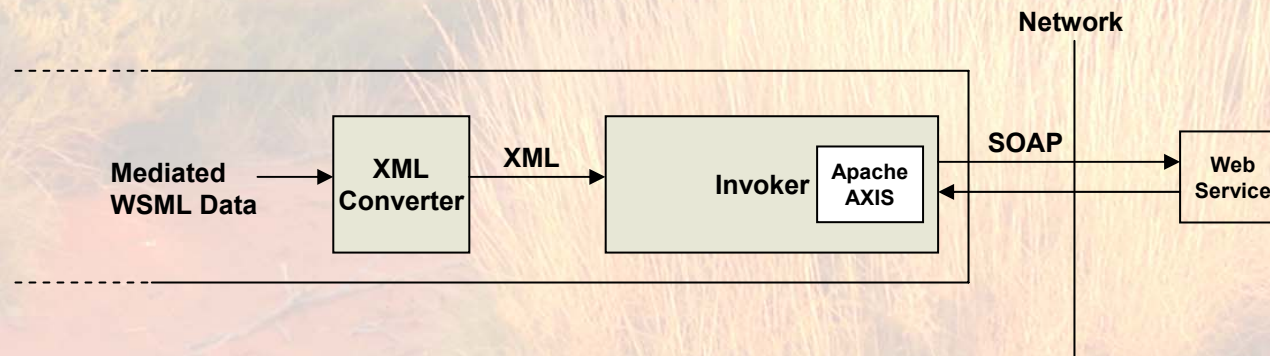 Network
Mediated
WSML Data
XML
Converter
XML
Invoker
Apache
AXIS
SOAP
Web
Service